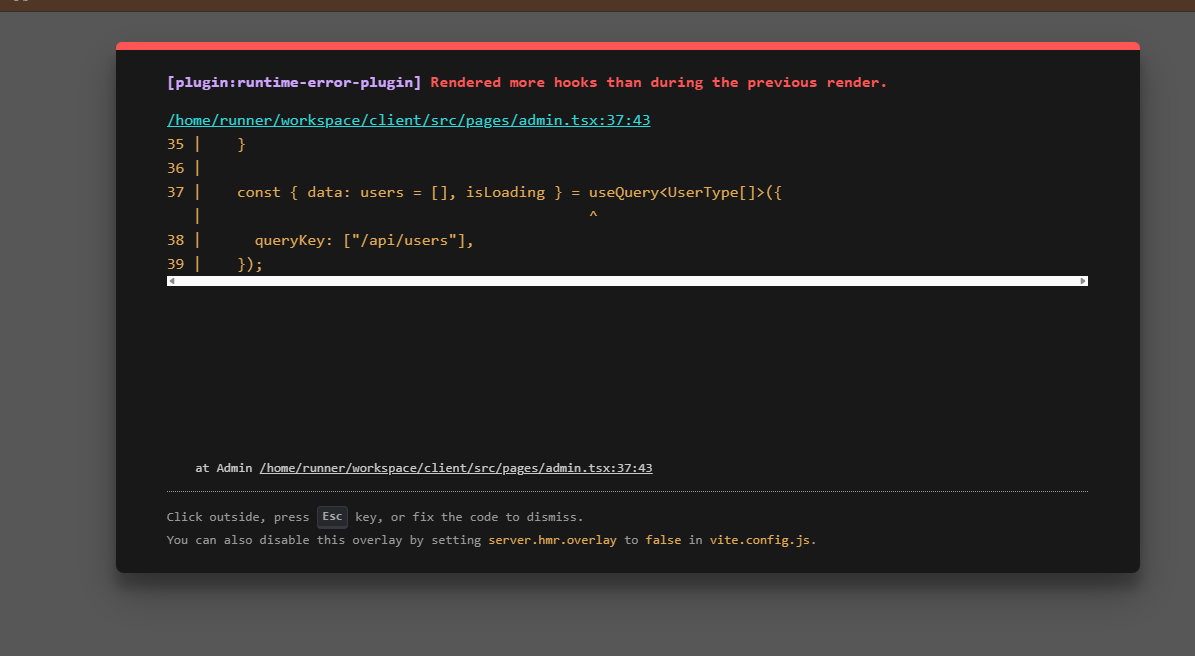 [plugin:runtime-error-plugin] Rendered more hooks than during the previous render.
/home/runner/workspace/client/src/pages/admin.tsx:37:43
35 |    }
36 |
37 |    const { data: users = [], isLoading } = useQuery<UserType[]>({
   |                                            ^
38 |      queryKey: ["/api/users"],
39 |    });
at Admin /home/runner/workspace/client/src/pages/admin.tsx:37:43
Click outside, press Esc key, or fix the code to dismiss.
You can also disable this overlay by setting server.hmr.overlay to false in vite.config.js.